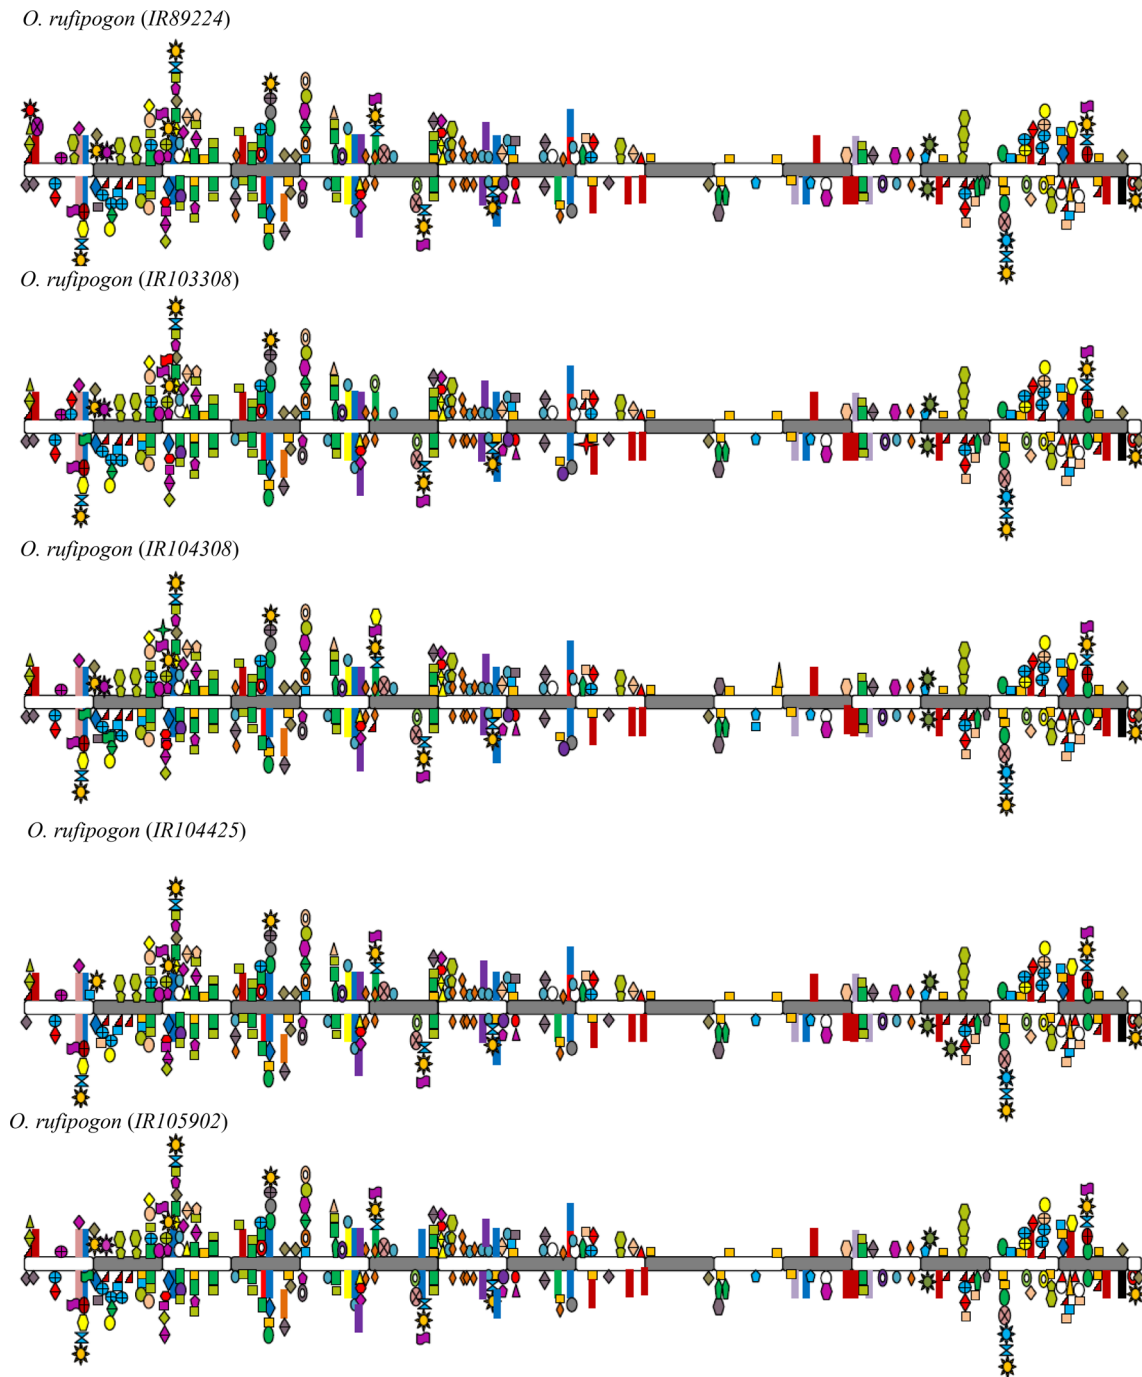 O. rufipogon (IR89224)
O. rufipogon (IR103308)
O. rufipogon (IR104308)
O. rufipogon (IR104425)
O. rufipogon (IR105902)